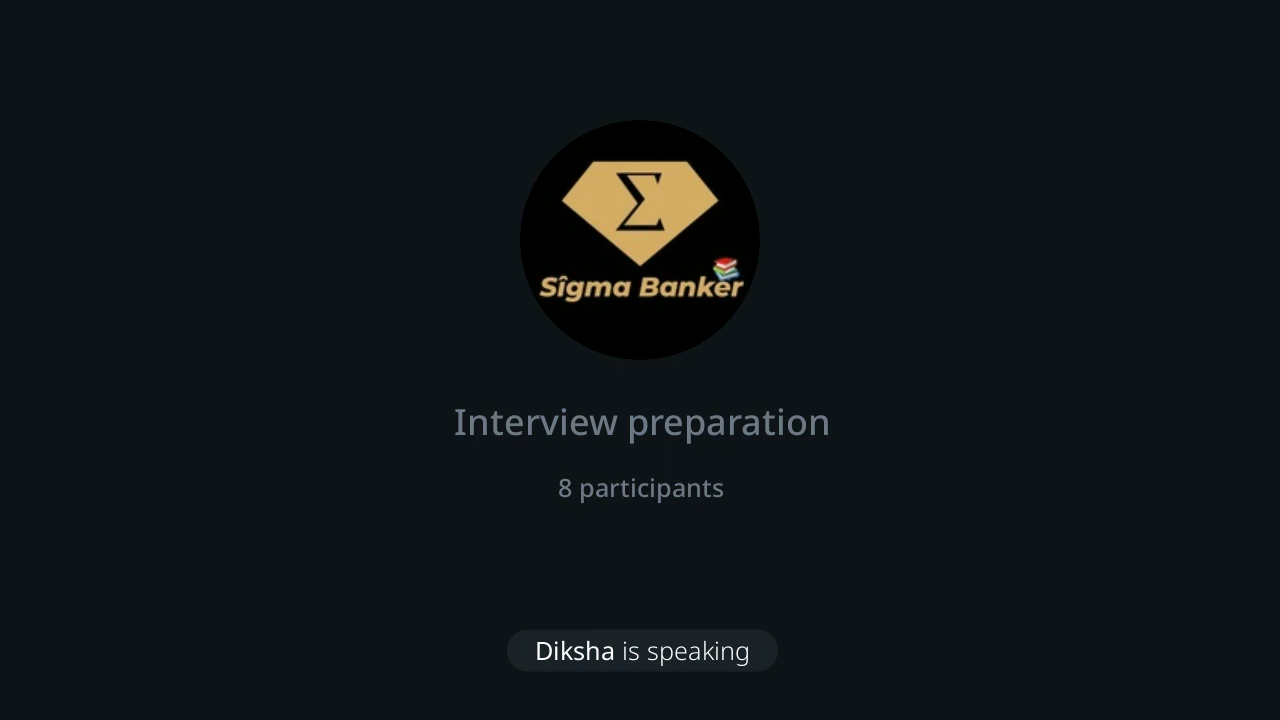 Σ
Sîgma Banker
Interview preparation
8 participants
Diksha is speaking